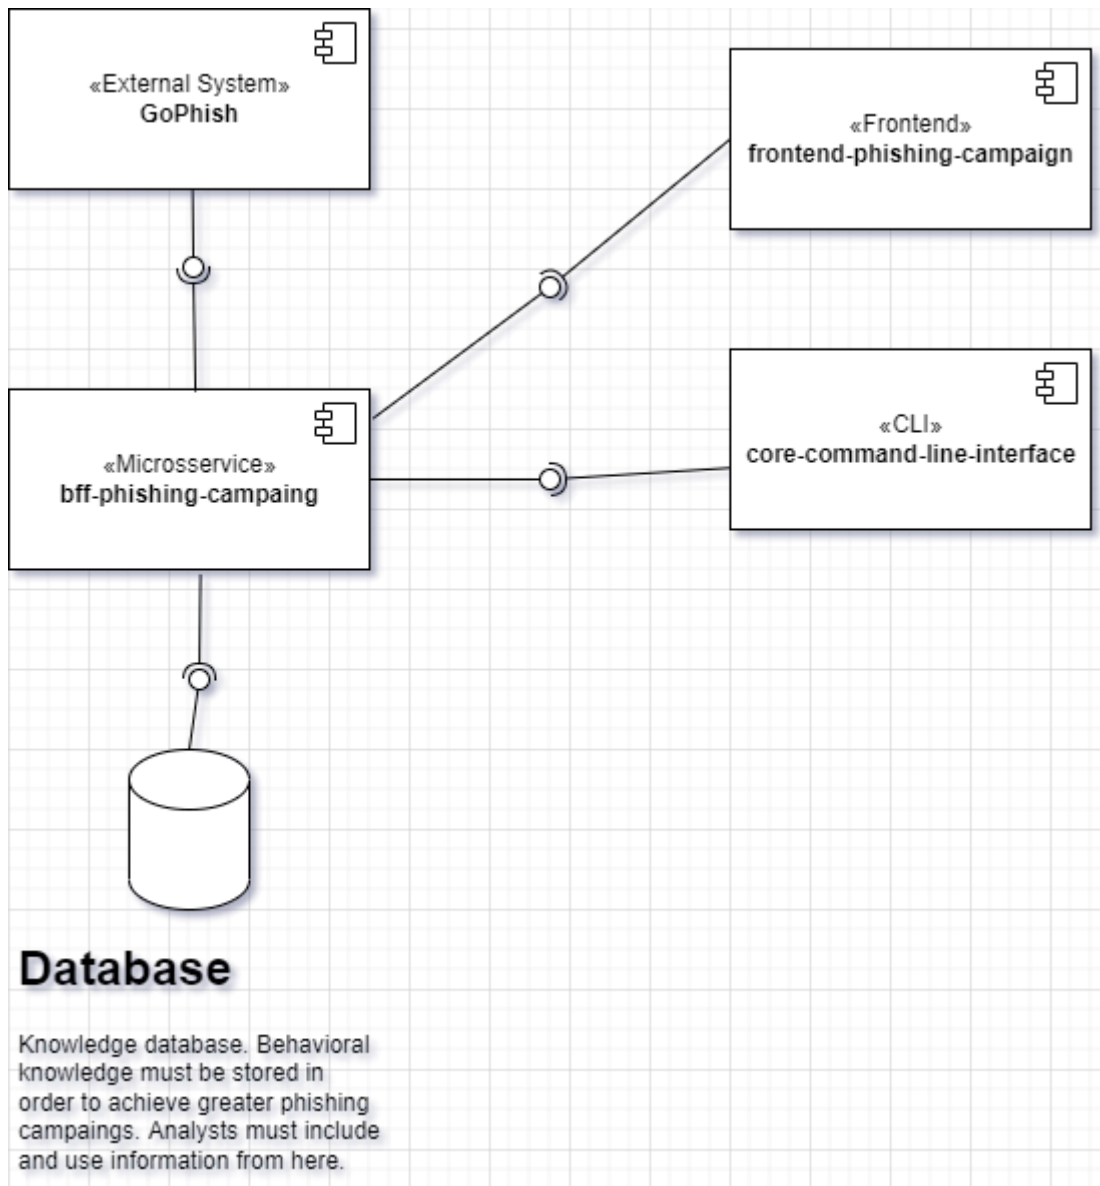 «External System»
GoPhish
«Frontend»
frontend-phishing-campaign
«CLI»
core-command-line-interface
«Microsservice»
bff-phishing-campaing
Database
Knowledge database. Behavioral
knowledge must be stored in
order to achieve greater phishing
campaings. Analysts must include
and use information from here.